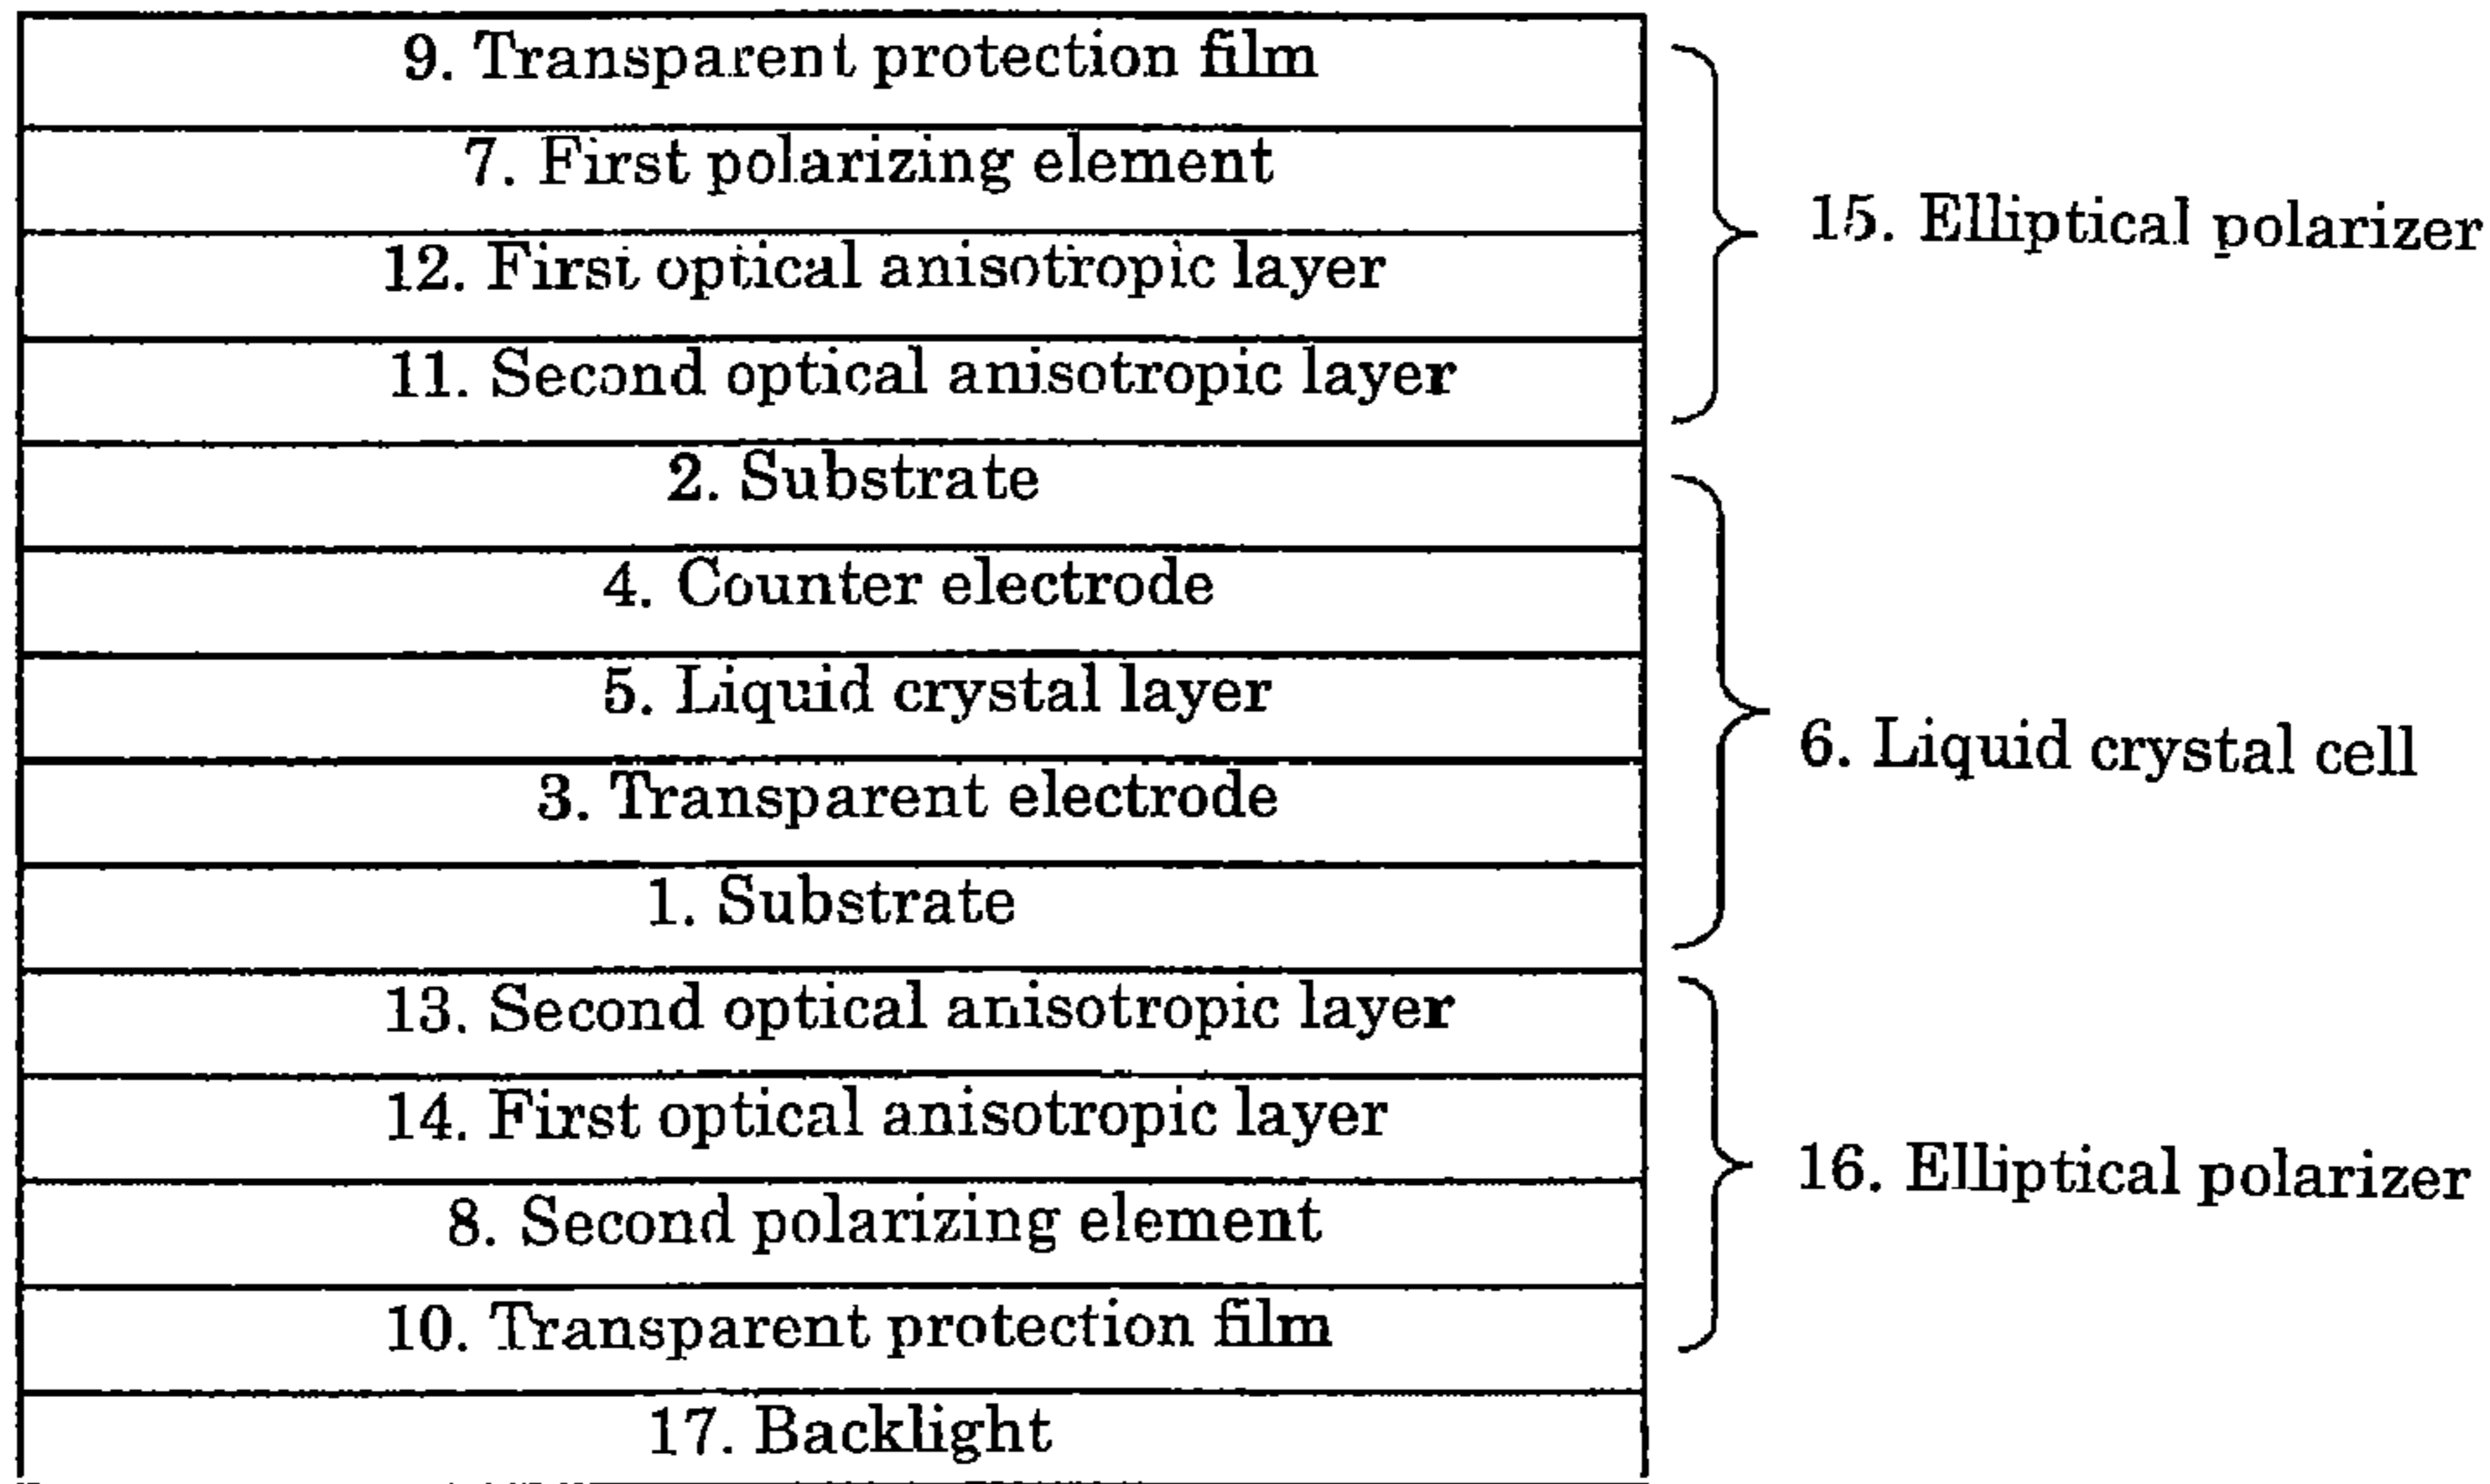 9. Transparent protection film
7. First polarizing element
12. First optical anisotropic layer
11. Second optical anisotropic layer
15. Elliptical polarizer
2. Substrate
4. Counter electrode
5. Liquid crystal layer
3. Transparent electrode
1. Substrate
6. Liquid crystal cell
13. Second optical anisotropic layer
14. First optical anisotropic layer
8. Second polarizing element
10. Transparent protection film
16. Elliptical polarizer
17. Backlight